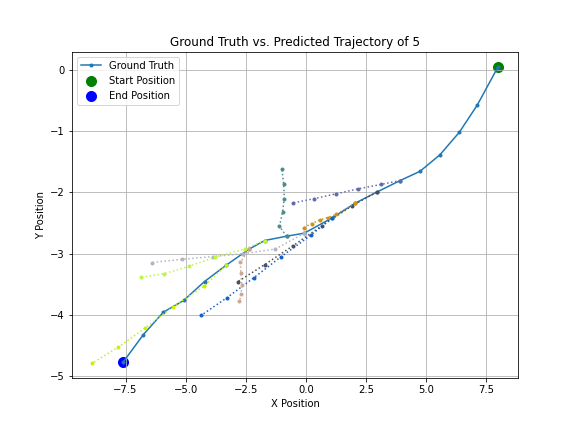 Ground Truth vs. Predicted Trajectory of 5
Ground Truth
Start Position
End Position
Y Position
0
−1
−2
−3
−4
−5
−7.5
−5.0
−2.5
0.0
2.5
5.0
7.5
X Position